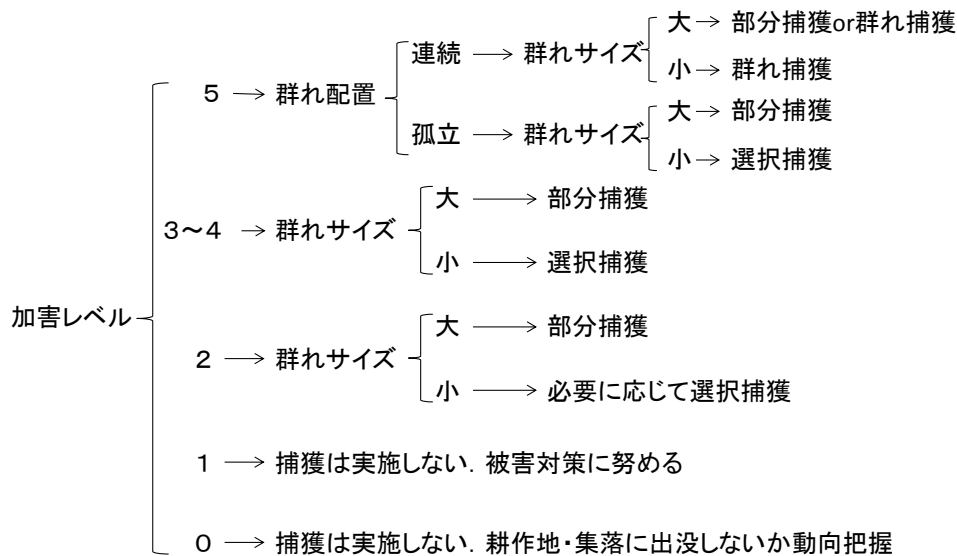 大 → 部分捕獲or群れ捕獲
連続 → 群れサイズ
小 → 群れ捕獲
5 → 群れ配置
大 → 部分捕獲
孤立 → 群れサイズ
小 → 選択捕獲
大 → 部分捕獲
3～4 → 群れサイズ
小 → 選択捕獲
加害レベル
大 → 部分捕獲
2 → 群れサイズ
小 → 必要に応じて選択捕獲
1 → 捕獲は実施しない. 被害対策に努める
0 → 捕獲は実施しない. 耕作地・集落に出没しないか動向把握